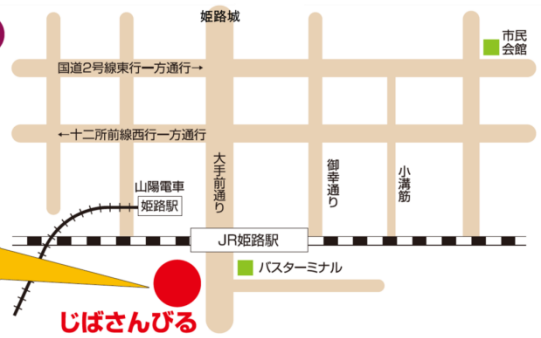 姫路城
市民
会館
国道2号線東行一方通行→
←十二所前線西行一方通行
大手前通り
御幸通り
小溝筋
山陽電車
姫路駅
JR姫路駅
バスターミナル
じばさんびる